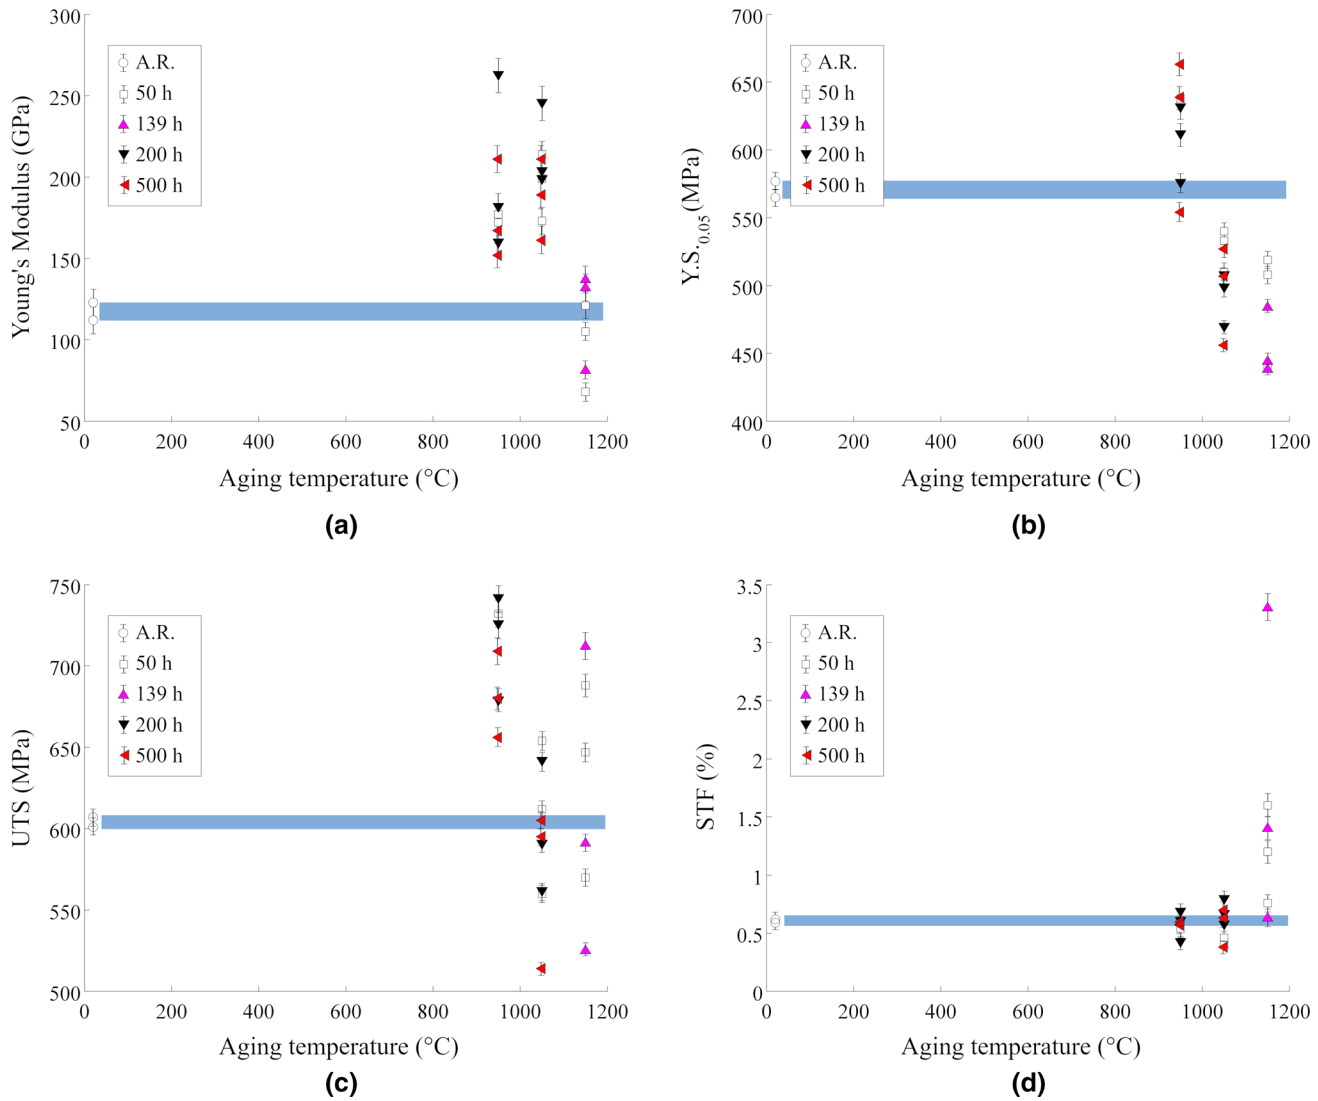 300
250
200
150
100
50
Young's Modulus (GPa)
A.R.
50 h
139 h
200 h
500 h
0 200 400 600 800 1000 1200
Aging temperature (°C)
(a)
700
650
600
550
500
450
400
Y.S.0.05 (MPa)
A.R.
50 h
139 h
200 h
500 h
0 200 400 600 800 1000 1200
Aging temperature (°C)
(b)
750
700
650
600
550
500
UTS (MPa)
A.R.
50 h
139 h
200 h
500 h
0 200 400 600 800 1000 1200
Aging temperature (°C)
(c)
3.5
3
2.5
2
1.5
1
0.5
0
STF (%)
A.R.
50 h
139 h
200 h
500 h
0 200 400 600 800 1000 1200
Aging temperature (°C)
(d)